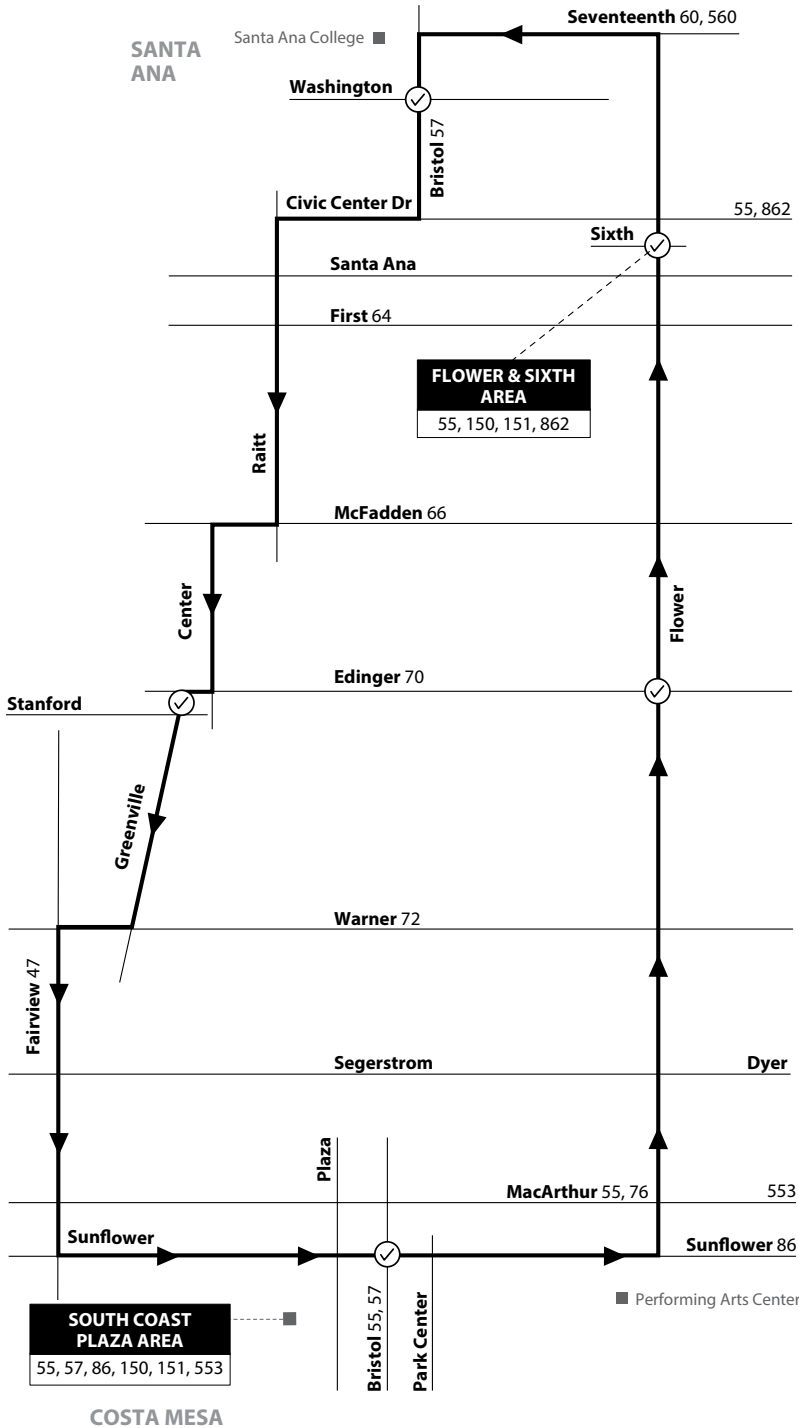 Seventeenth 60, 560
Santa Ana College
SANTA
ANA
Washington
Bristol 57
Civic Center Dr
55, 862
Sixth
Santa Ana
First 64
FLOWER & SIXTH
AREA
55, 150, 151, 862
Raitt
McFadden 66
Center
Flower
Edinger 70
Stanford
Greenville
Warner 72
Fairview 47
Segerstrom
Dyer
Plaza
MacArthur 55, 76
553
Sunflower
Sunflower 86
Bristol 55, 57
Park Center
Performing Arts Center
SOUTH COAST
PLAZA AREA
55, 57, 86, 150, 151, 553
COSTA MESA